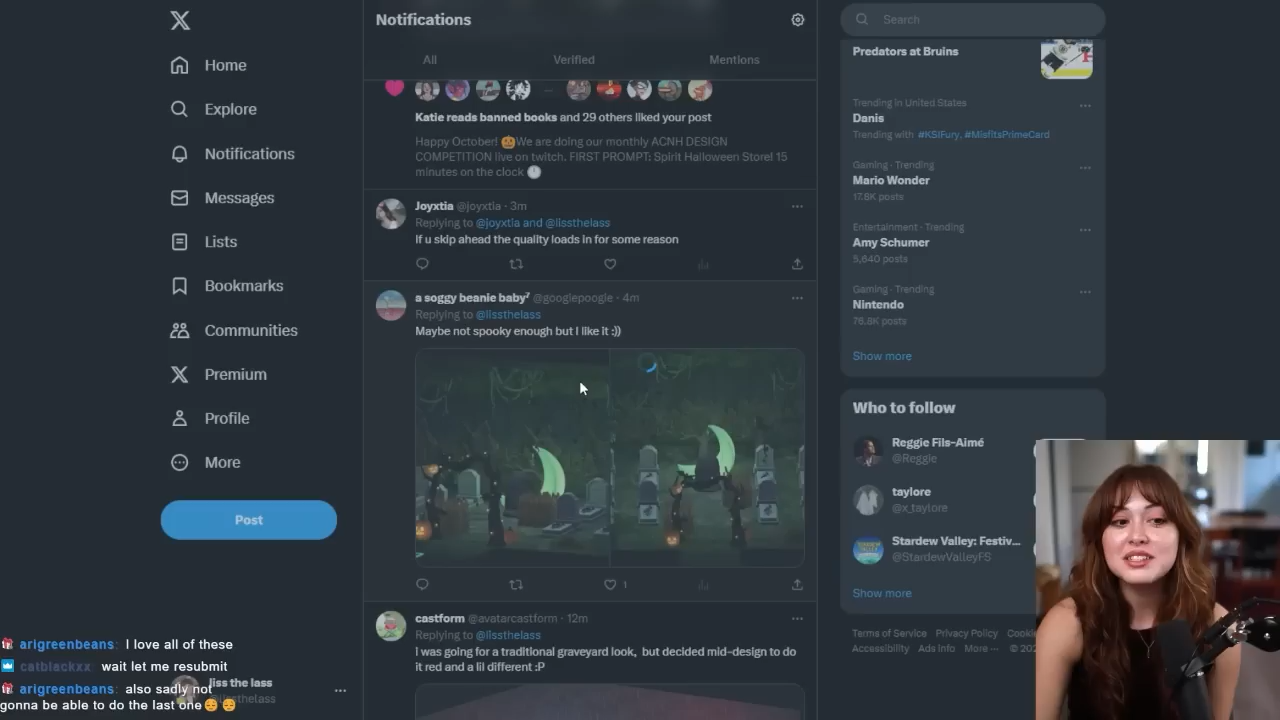 Home
Explore
Notifications
Messages
Lists
Bookmarks
Communities
Premium
Profile
More
Post
liss the lass
@lissthelass
arigreenbeans: I love all of these
catblackxx: wait let me resubmit
arigreenbeans: also sadly not
gonna be able to do the last one😔😔
Notifications
All
Verified
Mentions
Katie reads banned books and 29 others liked your post
Happy October! 🎃We are doing our monthly ACNH DESIGN
COMPETITION live on twitch. FIRST PROMPT: Spirit Halloween Store! 15
minutes on the clock 🕛
Joyxtia @joyxtia · 3m
Replying to @joyxtia and @lissthelass
If u skip ahead the quality loads in for some reason
a soggy beanie baby⁷ @googiepoogie · 4m
Replying to @lissthelass
Maybe not spooky enough but I like it :))
1
castform @avatarcastform · 12m
Replying to @lissthelass
I was going for a traditional graveyard look, but decided mid-design to do
it red and a lil different :P
Search
Predators at Bruins
Trending in United States
Danis
Trending with #KSIFury, #MisfitsPrimeCard
Gaming · Trending
Mario Wonder
17.6K posts
Entertainment · Trending
Amy Schumer
5,640 posts
Gaming · Trending
Nintendo
76.8K posts
Show more
Who to follow
Reggie Fils-Aimé
@Reggie
taylore
@x_taylore
Stardew Valley: Festiv...
@StardewValleyFS
Show more
Terms of Service Privacy Policy Cookie
Accessibility Ads info More ··· © 202